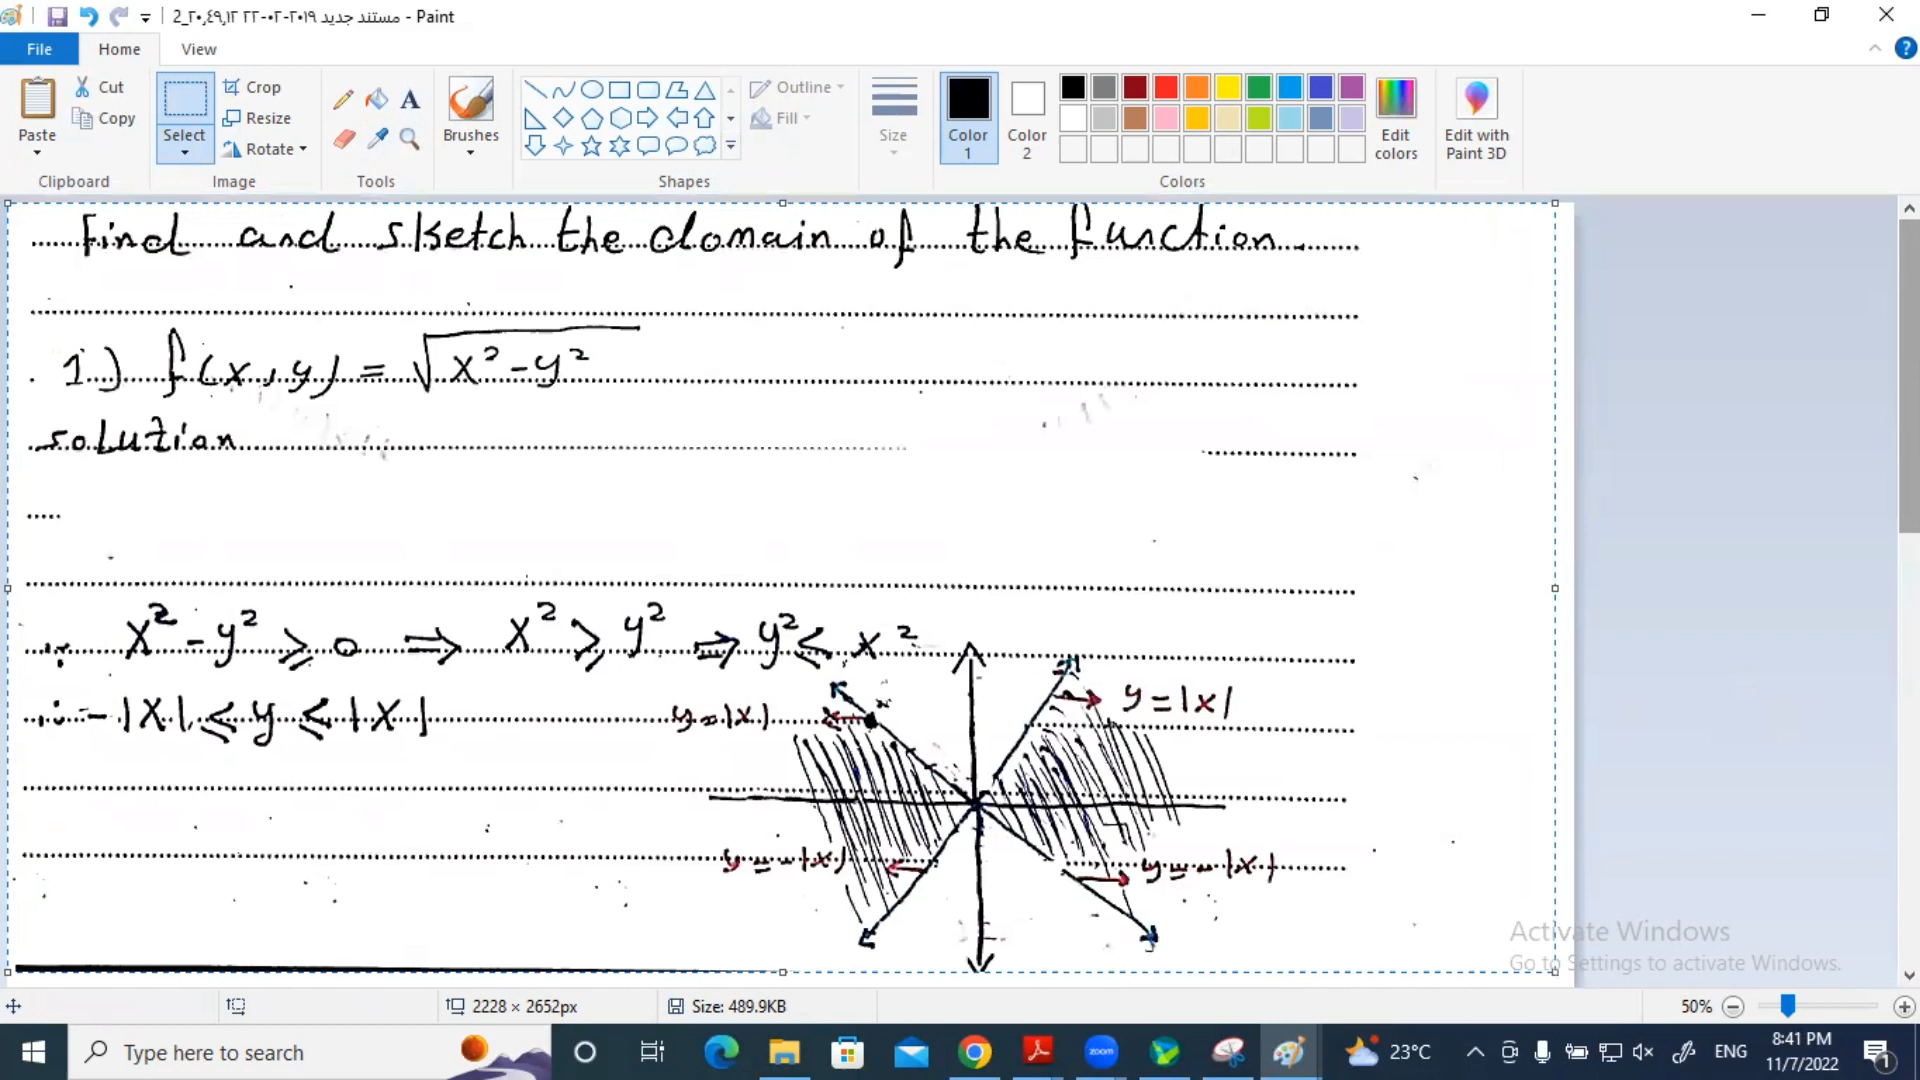 2_مستند جديد ٢٠١٩-٠٢-٢٢ ٢٠,٤٩,١٢ - Paint
File
Home
View
Paste
Cut
Copy
Clipboard
Select
Crop
Resize
Rotate
Image
Tools
Brushes
Shapes
Outline
Fill
Size
Color 1
Color 2
Edit colors
Edit with Paint 3D
Colors
Find and sketch the domain of the function.
1) f(x,y) = √(x² - y²)
solution
∵ x² - y² ≥ 0 ⇒ x² ≥ y² ⇒ y² ≤ x²
∴ -|x| ≤ y ≤ |x|
y = |x|
y = |x|
y = -|x|
y = -|x|
Activate Windows
Go to Settings to activate Windows.
2228 × 2652px
Size: 489.9KB
50%
Type here to search
zoom
23°C
ENG
8:41 PM
11/7/2022
1